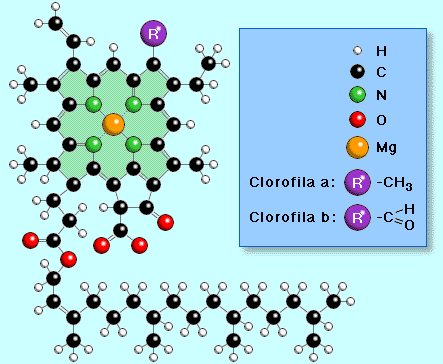 R*
H
C
N
O
Mg
Clorofila a: R* -CH₃
Clorofila b: R* -C H O